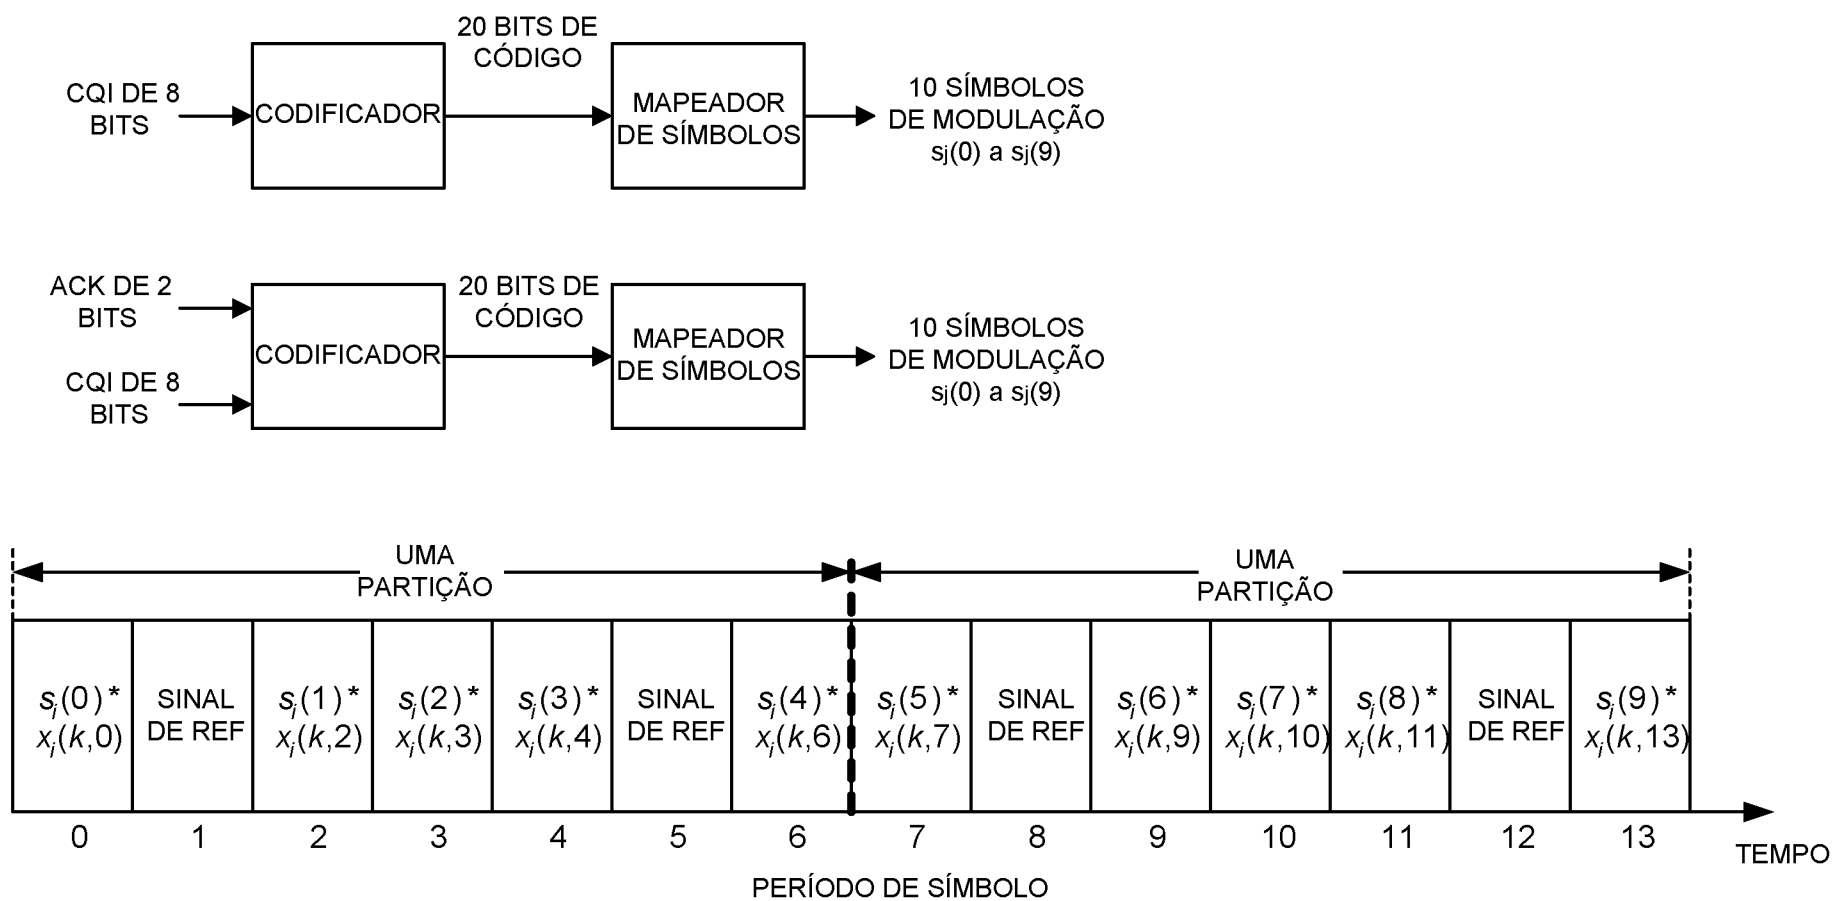 20 BITS DE
CÓDIGO
CQI DE 8
BITS
CODIFICADOR
MAPEADOR
DE SÍMBOLOS
10 SÍMBOLOS
DE MODULAÇÃO
sj(0) a sj(9)
ACK DE 2
BITS
CQI DE 8
BITS
CODIFICADOR
20 BITS DE
CÓDIGO
MAPEADOR
DE SÍMBOLOS
10 SÍMBOLOS
DE MODULAÇÃO
sj(0) a sj(9)
UMA
PARTIÇÃO
UMA
PARTIÇÃO
si(0)*
xi(k,0)
SINAL
DE REF
si(1)*
xi(k,2)
si(2)*
xi(k,3)
si(3)*
xi(k,4)
SINAL
DE REF
si(4)*
xi(k,6)
si(5)*
xi(k,7)
SINAL
DE REF
si(6)*
xi(k,9)
si(7)*
xi(k,10)
si(8)*
xi(k,11)
SINAL
DE REF
si(9)*
xi(k,13)
0 1 2 3 4 5 6 7 8 9 10 11 12 13
TEMPO
PERÍODO DE SÍMBOLO